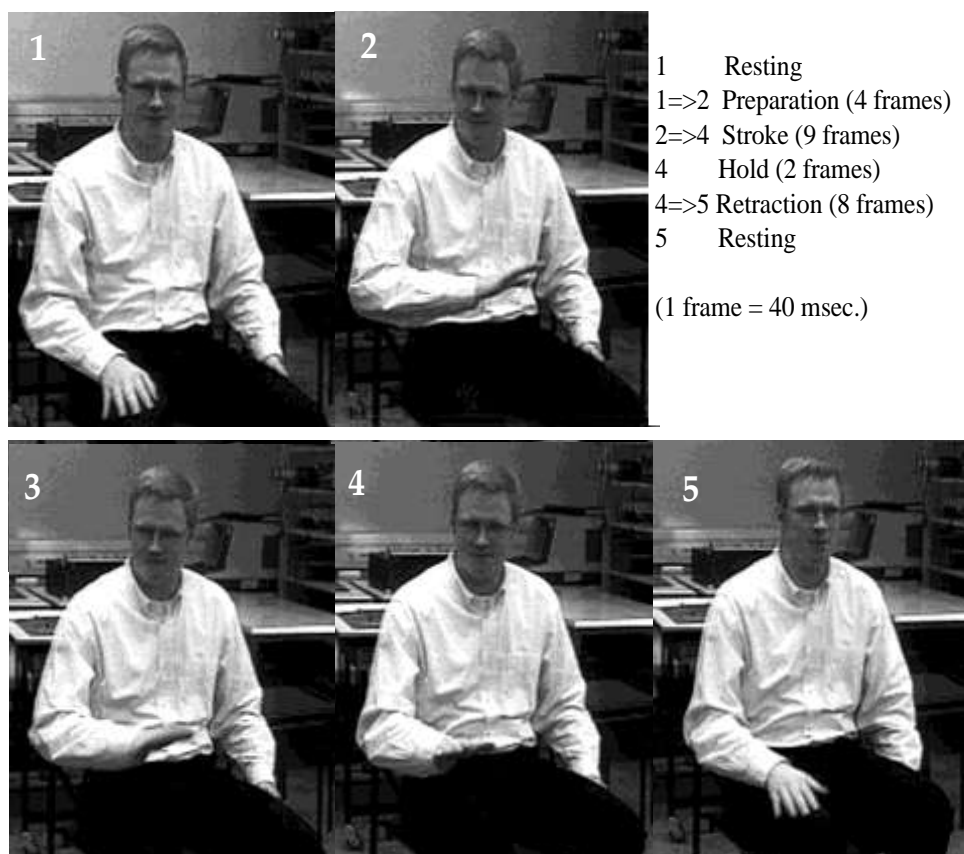 1
2
1 Resting
1=>2 Preparation (4 frames)
2=>4 Stroke (9 frames)
4 Hold (2 frames)
4=>5 Retraction (8 frames)
5 Resting
(1 frame = 40 msec.)
3
4
5